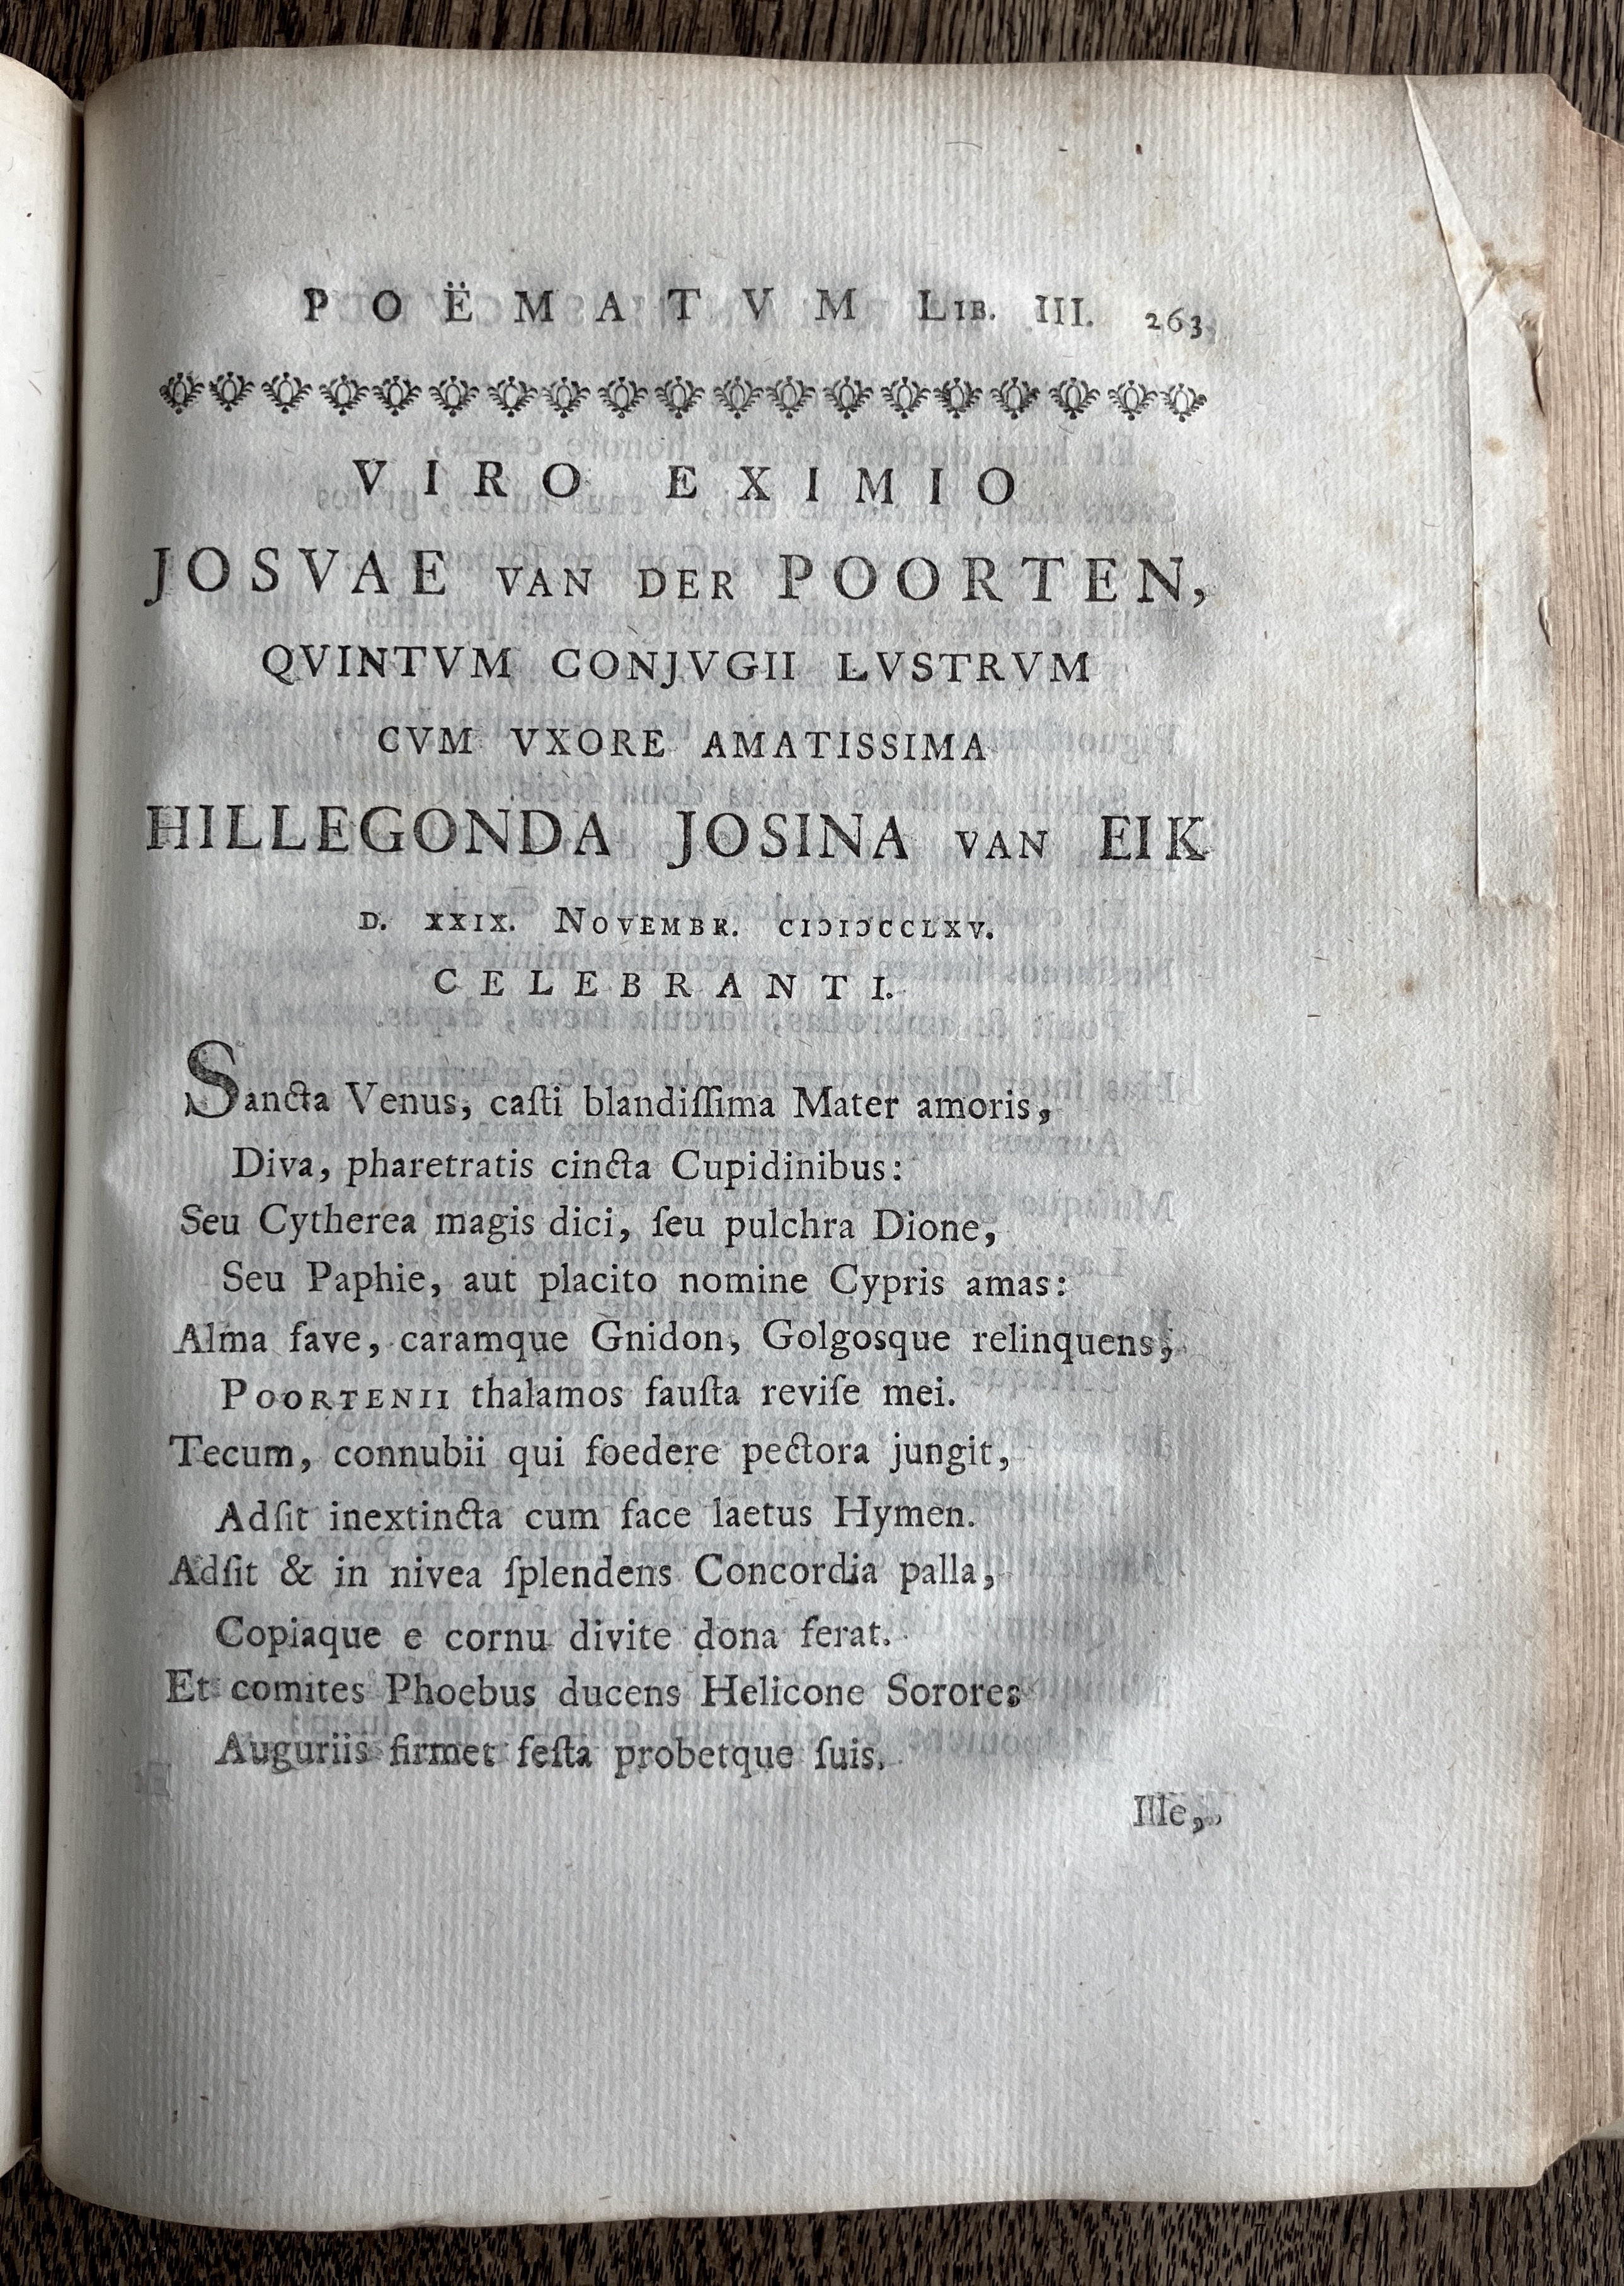 POËMATVM LIB. III. 263
VIRO EXIMIO
JOSVAE VAN DER POORTEN,
QVINTVM CONJVGII LVSTRVM
CVM VXORE AMATISSIMA
HILLEGONDA JOSINA VAN EIK
D. XXIX. NOVEMBR. CIↃIↃCCLXV.
CELEBRANTI.
Sancta Venus, caſti blandiſſima Mater amoris,
Diva, pharetratis cincta Cupidinibus:
Seu Cytherea magis dici, ſeu pulchra Dione,
Seu Paphie, aut placito nomine Cypris amas:
Alma fave, caramque Gnidon, Golgosque relinquens,
POORTENII thalamos fauſta reviſe mei.
Tecum, connubii qui foedere pectora jungit,
Adſit inextincta cum face laetus Hymen.
Adſit & in nivea ſplendens Concordia palla,
Copiaque e cornu divite dona ferat.
Et comites Phoebus ducens Helicone Sorores
Auguriis firmet feſta probetque ſuis.
Ille,